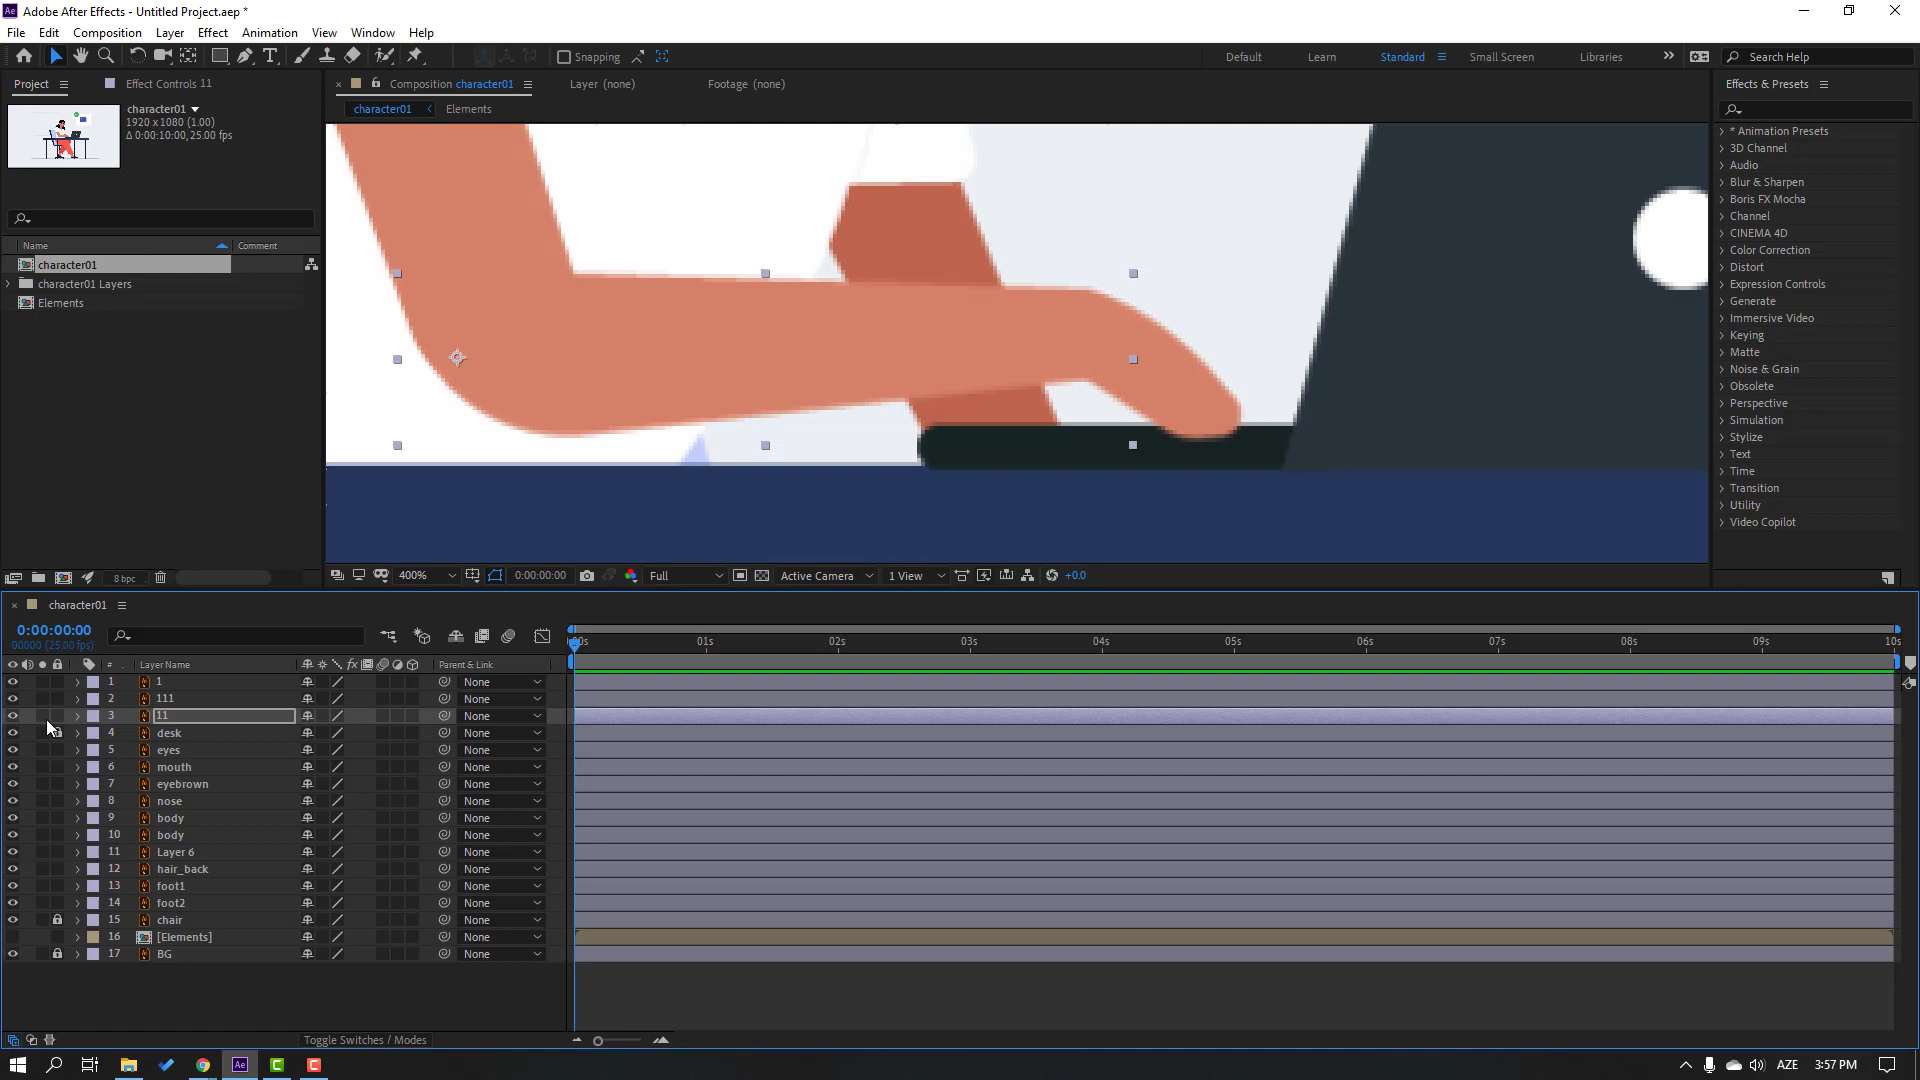 Ae Adobe After Effects - Untitled Project.aep *
File Edit Composition Layer Effect Animation View Window Help
Snapping
Default Learn Standard Small Screen Libraries Search Help
Project Effect Controls 11
Composition character01 Layer (none) Footage (none)
Effects & Presets
character01
1920 x 1080 (1.00)
Δ 0:00:10:00, 25.00 fps
character01 Elements
Name Comment
character01
character01 Layers
Elements
* Animation Presets
3D Channel
Audio
Blur & Sharpen
Boris FX Mocha
Channel
CINEMA 4D
Color Correction
Distort
Expression Controls
Generate
Immersive Video
Keying
Matte
Noise & Grain
Obsolete
Perspective
Simulation
Stylize
Text
Time
Transition
Utility
Video Copilot
8 bpc
400% 0:00:00:00 Full Active Camera 1 View +0.0
character01
0:00:00:00
00000 (25.00 fps)
:00s 01s 02s 03s 04s 05s 06s 07s 08s 09s 10s
# Layer Name fx Parent & Link
1 1 None
2 111 None
3 11 None
4 desk None
5 eyes None
6 mouth None
7 eyebrown None
8 nose None
9 body None
10 body None
11 Layer 6 None
12 hair_back None
13 foot1 None
14 foot2 None
15 chair None
16 [Elements] None
17 BG None
Toggle Switches / Modes
Ae C C AZE 3:57 PM